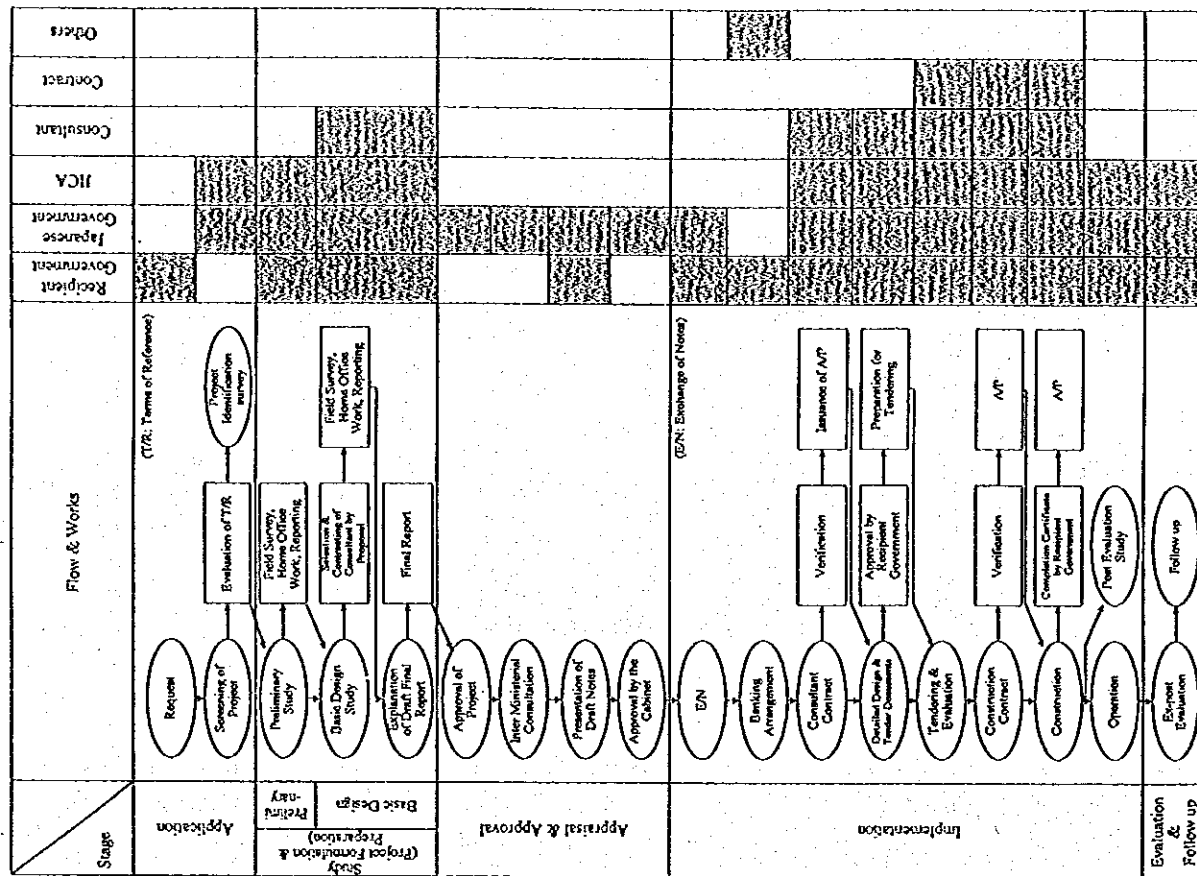 Stage
Flow & Works
Recipient
Government
Japanese
Government
JICA
Consultant
Contract
Others
Application
Request
(T/R: Terms of Reference)
Screening of
Project
Evaluation of T/R
Project
Identification
survey
Study
(Project Formulation &
Preparation)
Prelimi
-nary
Preliminary
Study
Field Survey,
Home Office
Work, Reporting
Basic Design
Basic Design
Study
Selection &
Contracting of
Consultant by
Proposal
Field Survey,
Home Office
Work, Reporting
Explanation
of Draft Final
Report
Final Report
Appraisal & Approval
Approval of
Project
Inter Ministerial
Consultation
Presentation of
Draft Notes
Approval by the
Cabinet
Implementation
E/N
(E/N: Exchange of Notes)
Banking
Arrangement
Consultant
Contract
Verification
Issuance of A/P
Detailed Design &
Tender Documents
Approval by
Recipient
Government
Preparation for
Tendering
Tendering &
Evaluation
Construction
Contract
Verification
A/P
Construction
Completion Certificate
by Recipient
Government
A/P
Operation
Post Evaluation
Study
Evaluation
&
Follow up
Ex-post
Evaluation
Follow up